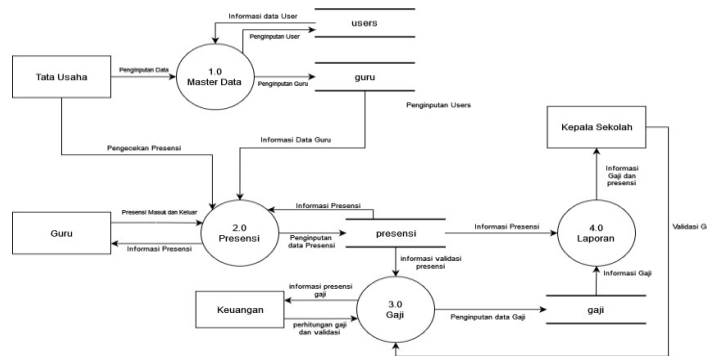 Informasi data User
users
Penginputan User
1.0
Master Data
Tata Usaha
Penginputan Data
Penginputan Guru
guru
Penginputan Users
Kepala Sekolah
Informasi Data Guru
Pengecekan Presensi
Informasi
Gaji dan
presensi
Guru
Presensi Masuk dan Keluar
Informasi Presensi
2.0
Presensi
Informasi Presensi
Penginputan
data Presensi
presensi
Informasi Presensi
4.0
Laporan
Validasi G
informasi validasi
presensi
Informasi Gaji
Keuangan
informasi presensi
gaji
perhitungan gaji
dan validasi
3.0
Gaji
Penginputan data Gaji
gaji